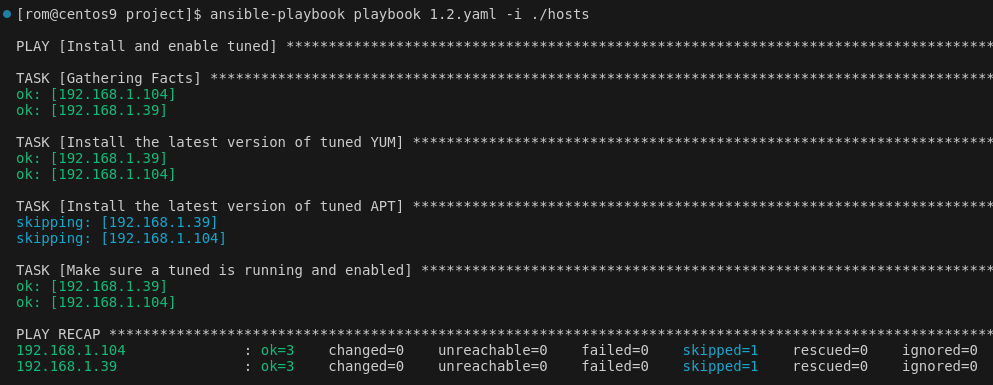 [rom@centos9 project]$ ansible-playbook playbook 1.2.yaml -i ./hosts
PLAY [Install and enable tuned] ************************************************************************************
TASK [Gathering Facts] *********************************************************************************************
ok: [192.168.1.104]
ok: [192.168.1.39]
TASK [Install the latest version of tuned YUM] *********************************************************************
ok: [192.168.1.39]
ok: [192.168.1.104]
TASK [Install the latest version of tuned APT] *********************************************************************
skipping: [192.168.1.39]
skipping: [192.168.1.104]
TASK [Make sure a tuned is running and enabled] ********************************************************************
ok: [192.168.1.39]
ok: [192.168.1.104]
PLAY RECAP *********************************************************************************************************
192.168.1.104              : ok=3    changed=0    unreachable=0    failed=0    skipped=1    rescued=0    ignored=0
192.168.1.39               : ok=3    changed=0    unreachable=0    failed=0    skipped=1    rescued=0    ignored=0